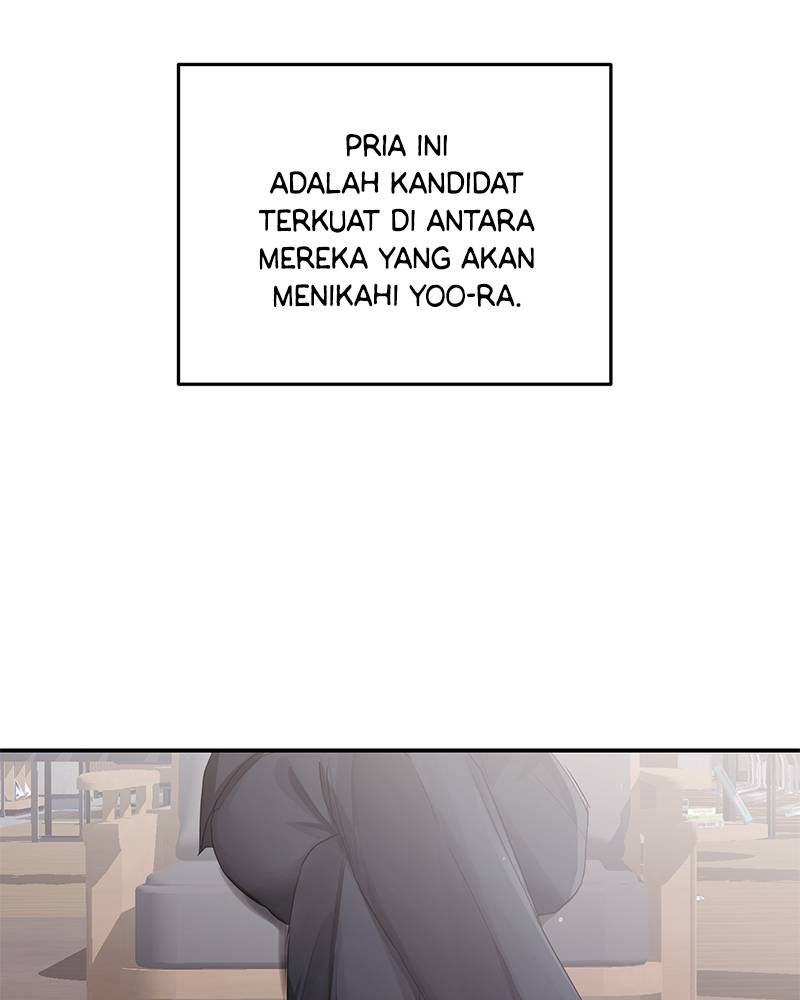 PRIA INI
ADALAH KANDIDAT
TERKUAT DI ANTARA
MEREKA YANG AKAN
MENIKAHI YOO-RA.